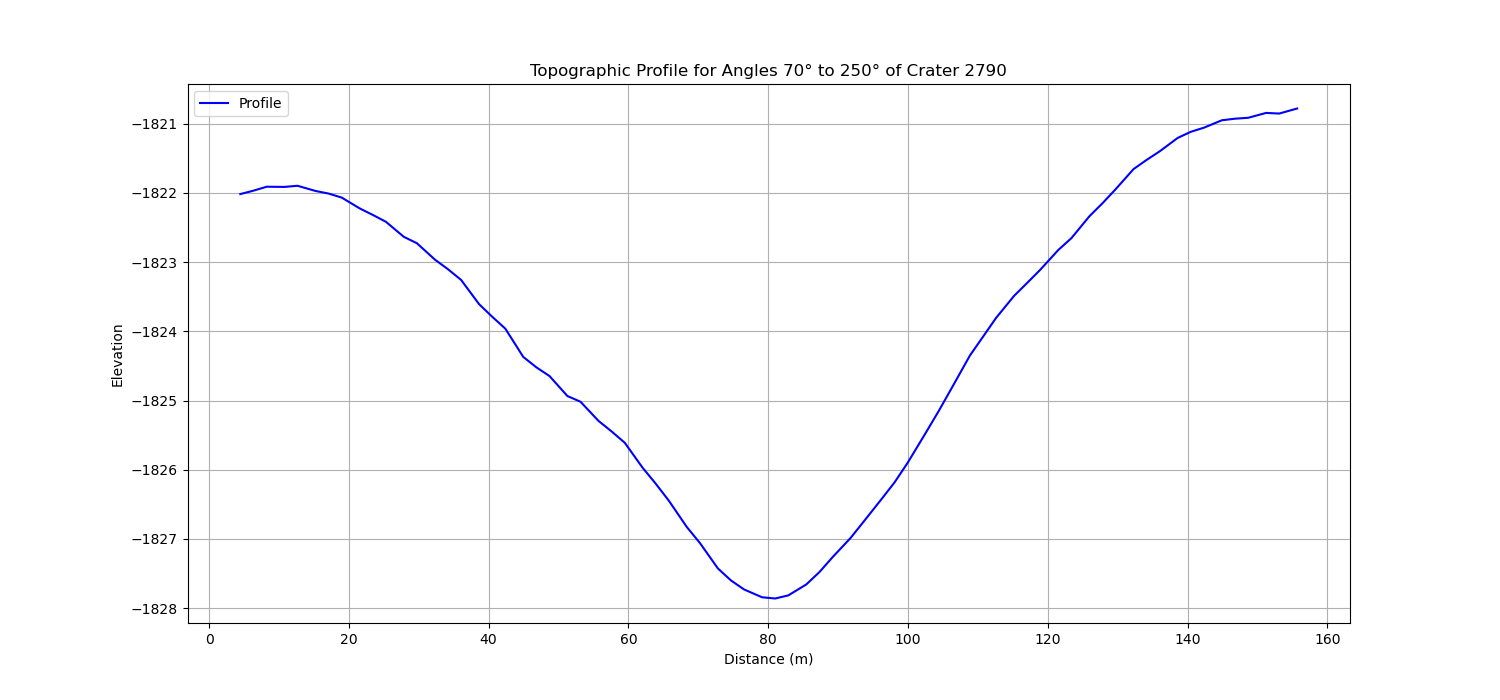 Topographic Profile for Angles 70° to 250° of Crater 2790
Profile
−1821
−1822
−1823
−1824
−1825
−1826
−1827
−1828
Elevation
0 20 40 60 80 100 120 140 160
Distance (m)